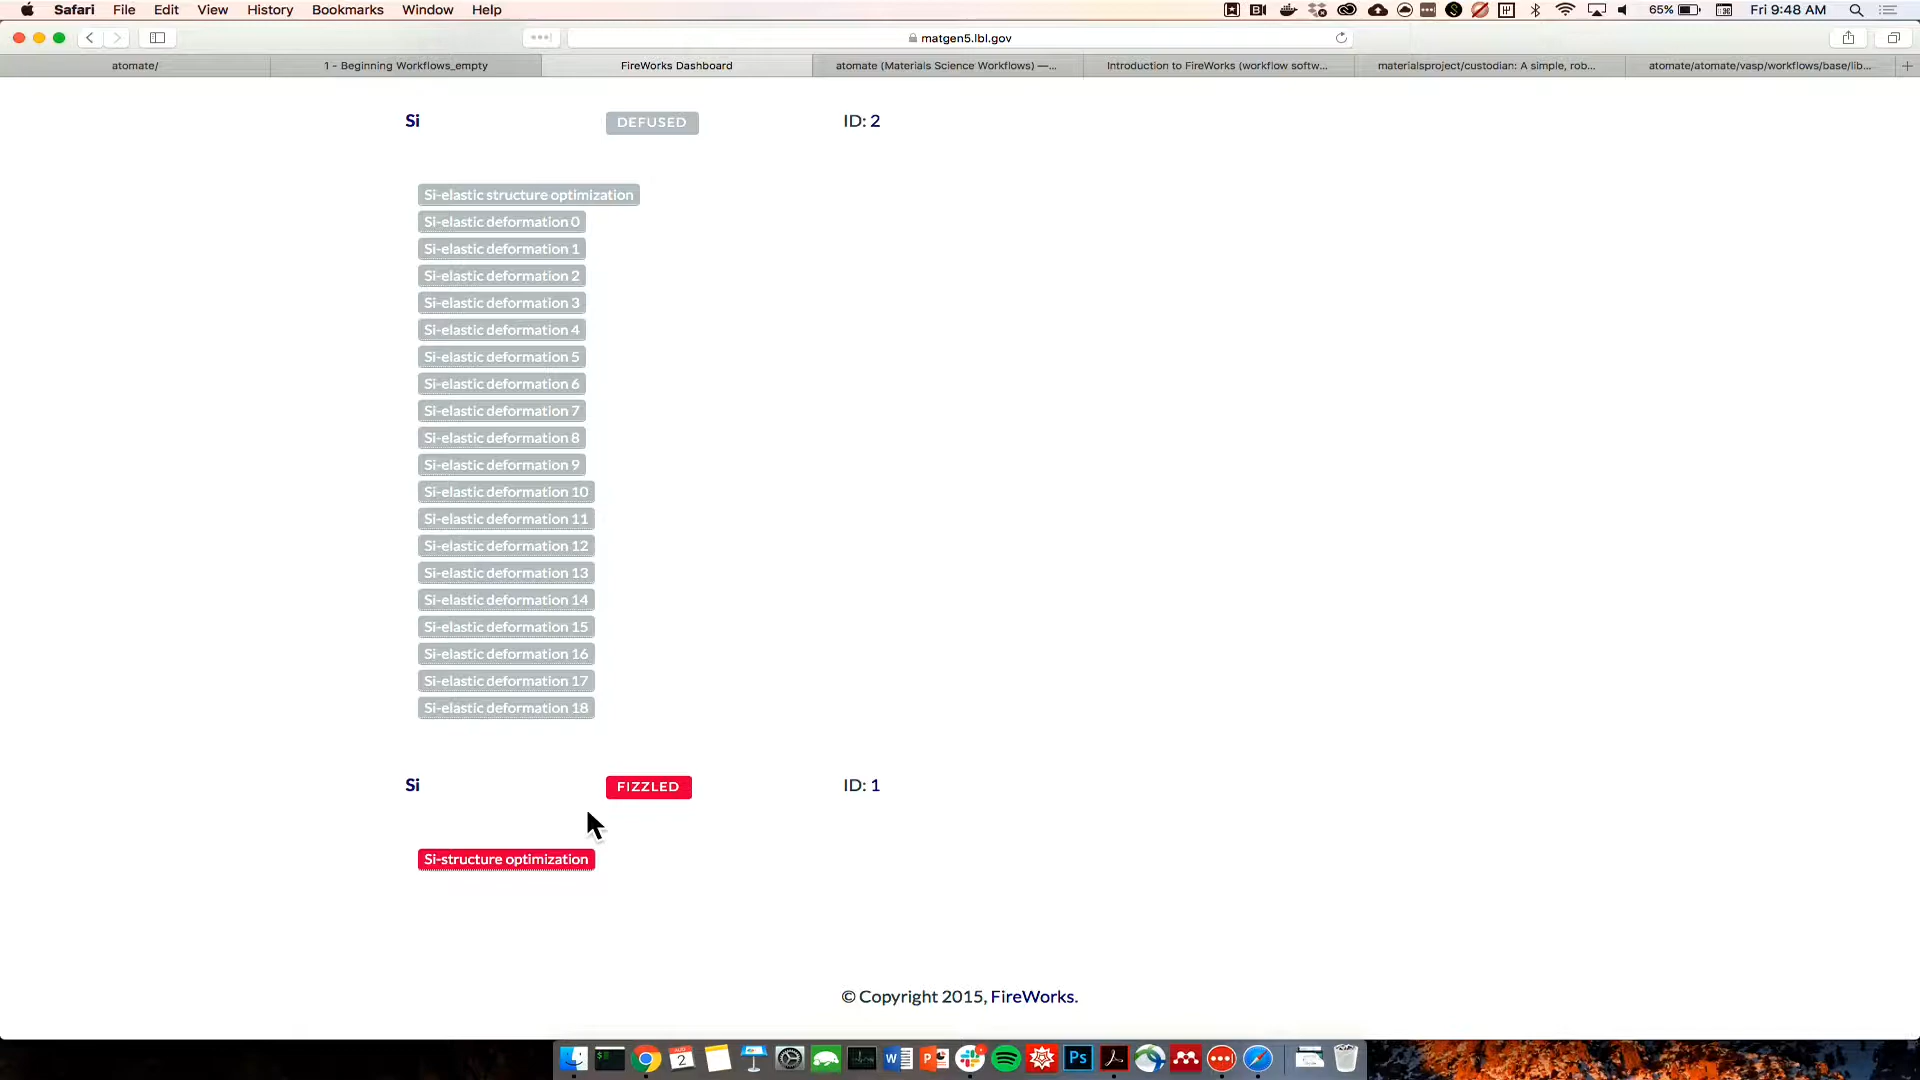 Safari File Edit View History Bookmarks Window Help 65% Fri 9:48 AM
matgen5.lbl.gov
atomate/ 1 - Beginning Workflows_empty FireWorks Dashboard atomate (Materials Science Workflows) —... Introduction to FireWorks (workflow softw... materialsproject/custodian: A simple, rob... atomate/atomate/vasp/workflows/base/lib...
Si DEFUSED ID: 2
Si-elastic structure optimization
Si-elastic deformation 0
Si-elastic deformation 1
Si-elastic deformation 2
Si-elastic deformation 3
Si-elastic deformation 4
Si-elastic deformation 5
Si-elastic deformation 6
Si-elastic deformation 7
Si-elastic deformation 8
Si-elastic deformation 9
Si-elastic deformation 10
Si-elastic deformation 11
Si-elastic deformation 12
Si-elastic deformation 13
Si-elastic deformation 14
Si-elastic deformation 15
Si-elastic deformation 16
Si-elastic deformation 17
Si-elastic deformation 18
Si FIZZLED ID: 1
Si-structure optimization
© Copyright 2015, FireWorks.